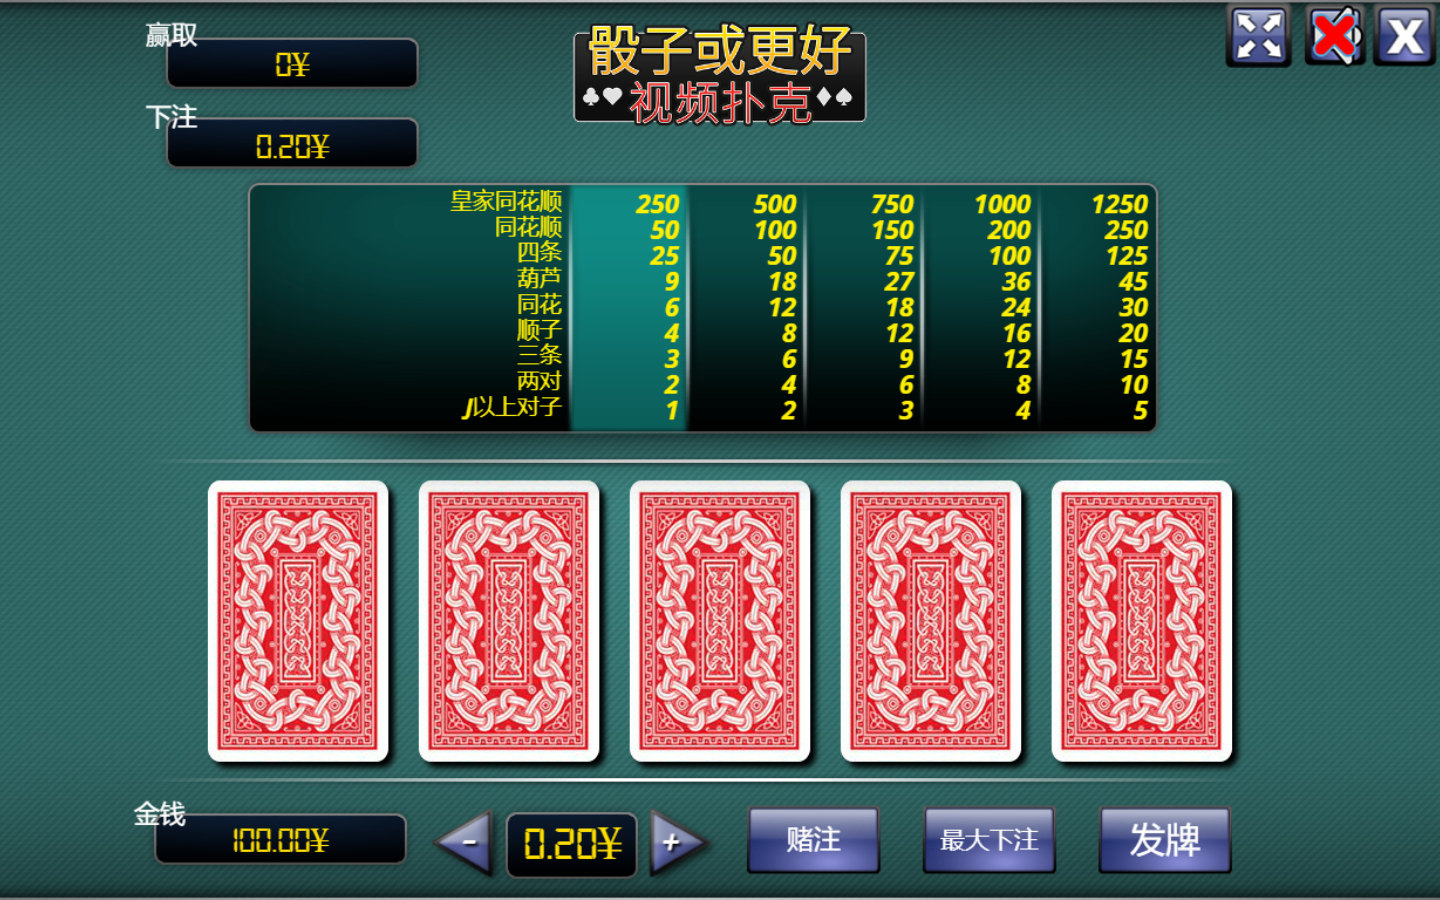 赢取
0¥
下注
0.20¥
骰子或更好
♣♥视频扑克♦♠
X
皇家同花顺 250 500 750 1000 1250
同花顺 50 100 150 200 250
四条 25 50 75 100 125
葫芦 9 18 27 36 45
同花 6 12 18 24 30
顺子 4 8 12 16 20
三条 3 6 9 12 15
两对 2 4 6 8 10
J以上对子 1 2 3 4 5
金钱
100.00¥
- 0.20¥ +
赌注
最大下注
发牌